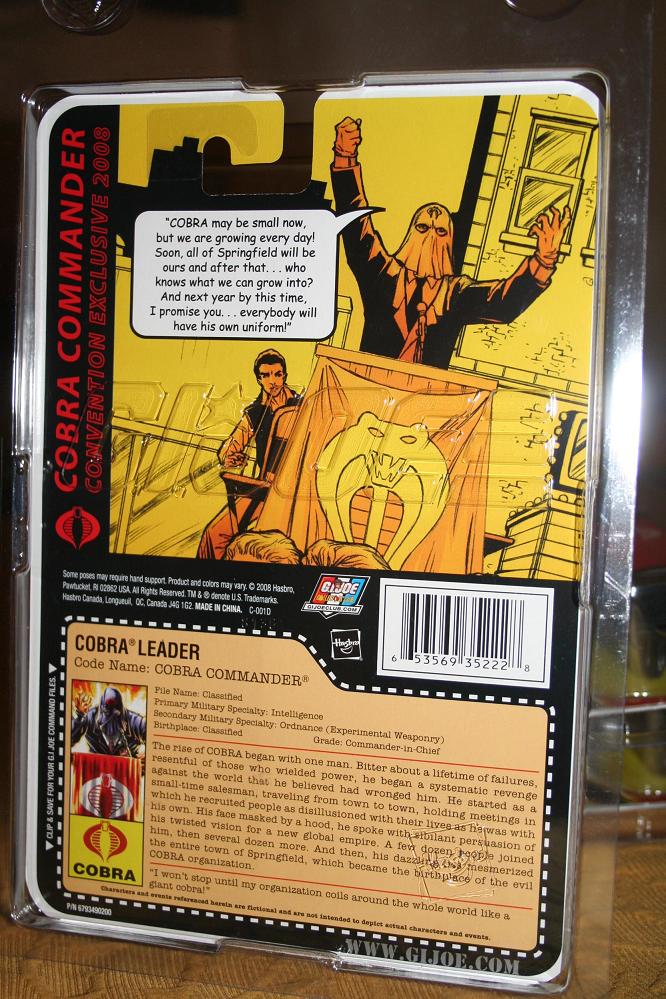 COBRA COMMANDER
CONVENTION EXCLUSIVE 2008
"COBRA may be small now,
but we are growing every day!
Soon, all of Springfield will be
ours and after that. . . who
knows what we can grow into?
And next year by this time,
I promise you. . . everybody will
have his own uniform!"
Some poses may require hand support. Product and colors may vary. © 2008 Hasbro,
Pawtucket, RI 02862 USA. All Rights Reserved. TM & ® denote U.S. Trademarks.
Hasbro Canada, Longueuil, QC, Canada J4G 1G2. MADE IN CHINA. C-001D
G.I.JOE
GIJOECLUB.COM
Hasbro
6 53569 35222 8
COBRA® LEADER
Code Name: COBRA COMMANDER®
File Name: Classified
Primary Military Specialty: Intelligence
Secondary Military Specialty: Ordnance (Experimental Weaponry)
Birthplace: Classified Grade: Commander-in-Chief
The rise of COBRA began with one man. Bitter about a lifetime of failures,
resentful of those who wielded power, he began a systematic revenge
against the world that he believed had wronged him. He started as a
small-time salesman, traveling from town to town, holding meetings in
which he recruited people as disillusioned with their lives as he was with
his own. His face masked by a hood, he spoke with sibilant persuasion of
his twisted vision for a new global empire. A few dozen people joined
him, then several dozen more. And then, his dazzling mesmerized
the entire town of Springfield, which became the birthplace of the evil
COBRA organization.
"I won't stop until my organization coils around the whole world like a
giant cobra!"
Characters and events referenced herein are fictional and are not intended to depict actual characters and events.
COBRA
CLIP & SAVE FOR YOUR G.I. JOE COMMAND FILES.
P/N 6793490200
WWW.GIJOE.COM